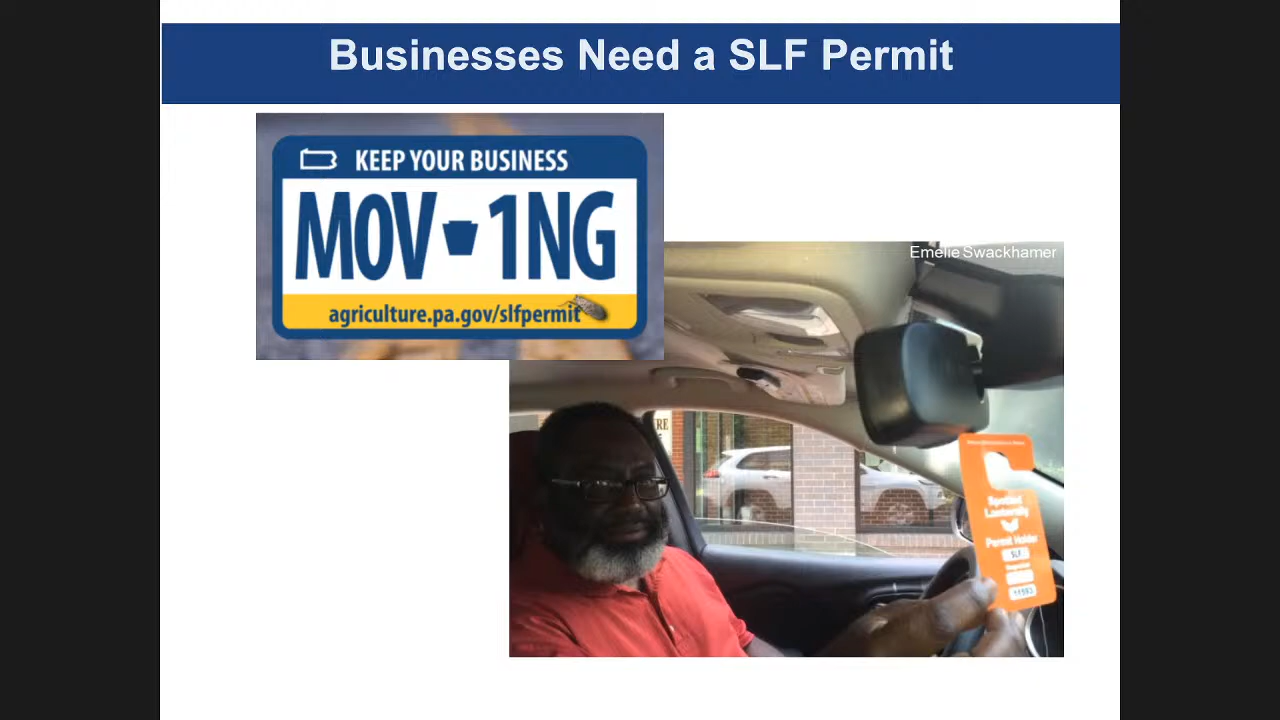 Businesses Need a SLF Permit
KEEP YOUR BUSINESS
MOV 1NG
agriculture.pa.gov/slfpermit
Emelie Swackhamer
Spotted
Lanternfly
Permit Holder
SLF